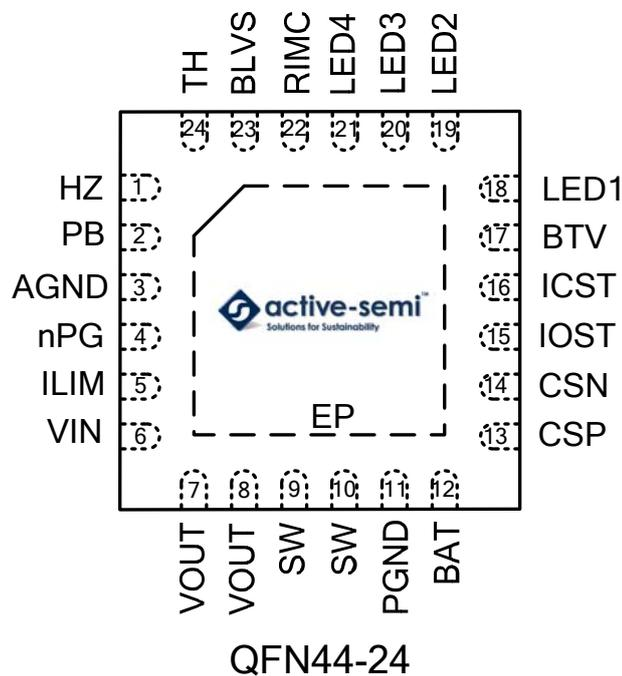 TH
BLVS
RIMC
LED4
LED3
LED2
24
23
22
21
20
19
HZ 1
PB 2
AGND 3
nPG 4
ILIM 5
VIN 6
18 LED1
17 BTV
16 ICST
15 IOST
14 CSN
13 CSP
active-semi™
Solutions for Sustainability
EP
7
8
9
10
11
12
VOUT
VOUT
SW
SW
PGND
BAT
QFN44-24